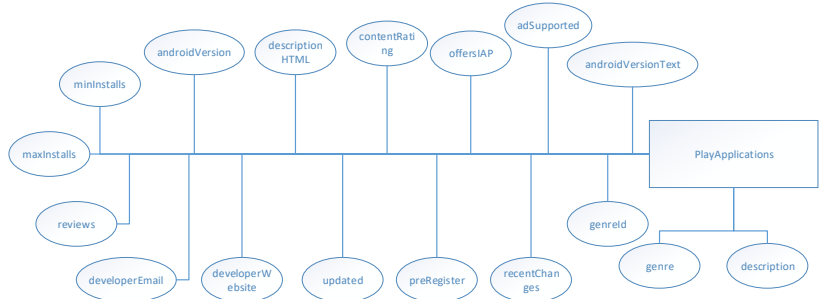 adSupported
contentRati
ng
androidVersion
description
HTML
offersIAP
androidVersionText
minInstalls
maxInstalls
PlayApplications
reviews
genreId
developerEmail
developerW
ebsite
updated
preRegister
recentChan
ges
genre
description